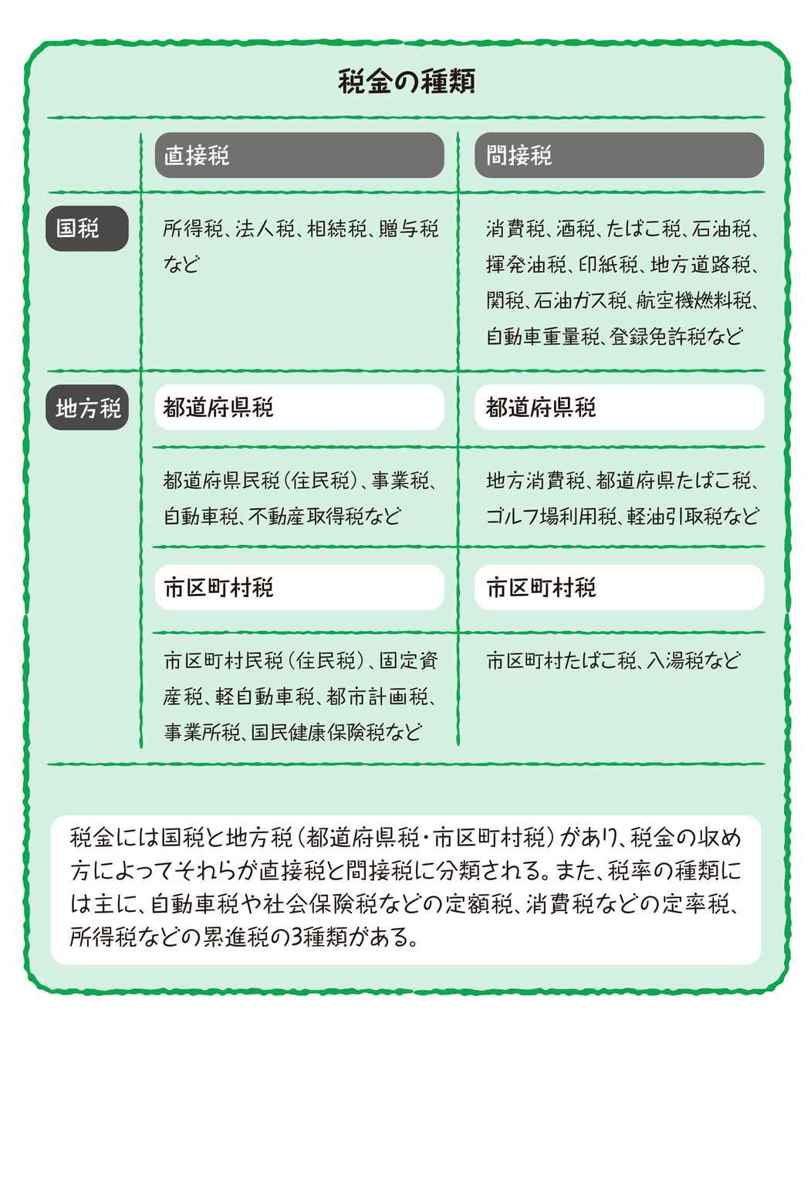 税金の種類
直接税
間接税
国税
所得税、法人税、相続税、贈与税
など
消費税、酒税、たばこ税、石油税、
揮発油税、印紙税、地方道路税、
関税、石油ガス税、航空機燃料税、
自動車重量税、登録免許税など
地方税
都道府県税
都道府県税
都道府県民税（住民税）、事業税、
自動車税、不動産取得税など
地方消費税、都道府県たばこ税、
ゴルフ場利用税、軽油引取税など
市区町村税
市区町村税
市区町村民税（住民税）、固定資
産税、軽自動車税、都市計画税、
事業所税、国民健康保険税など
市区町村たばこ税、入湯税など
税金には国税と地方税（都道府県税・市区町村税）があり、税金の収め
方によってそれらが直接税と間接税に分類される。また、税率の種類に
は主に、自動車税や社会保険税などの定額税、消費税などの定率税、
所得税などの累進税の3種類がある。